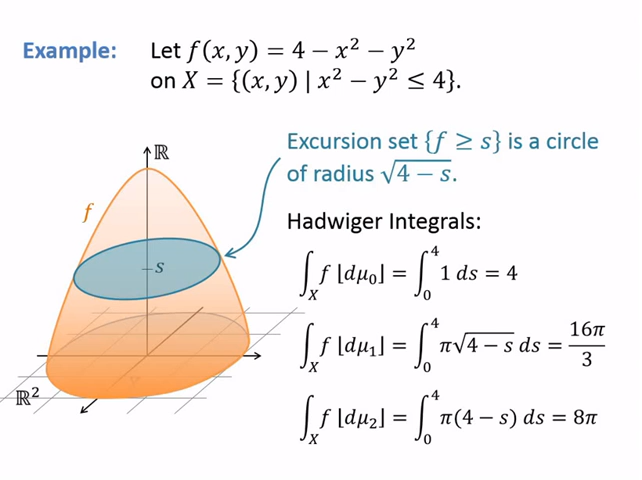 Example: Let f(x, y) = 4 − x² − y²
on X = {(x, y) | x² − y² ≤ 4}.
Excursion set {f ≥ s} is a circle
of radius √(4 − s).
ℝ
f
s
ℝ²
Hadwiger Integrals:
∫_X f ⌊dμ₀⌋ = ∫₀⁴ 1 ds = 4
∫_X f ⌊dμ₁⌋ = ∫₀⁴ π√(4 − s) ds = 16π/3
∫_X f ⌊dμ₂⌋ = ∫₀⁴ π(4 − s) ds = 8π